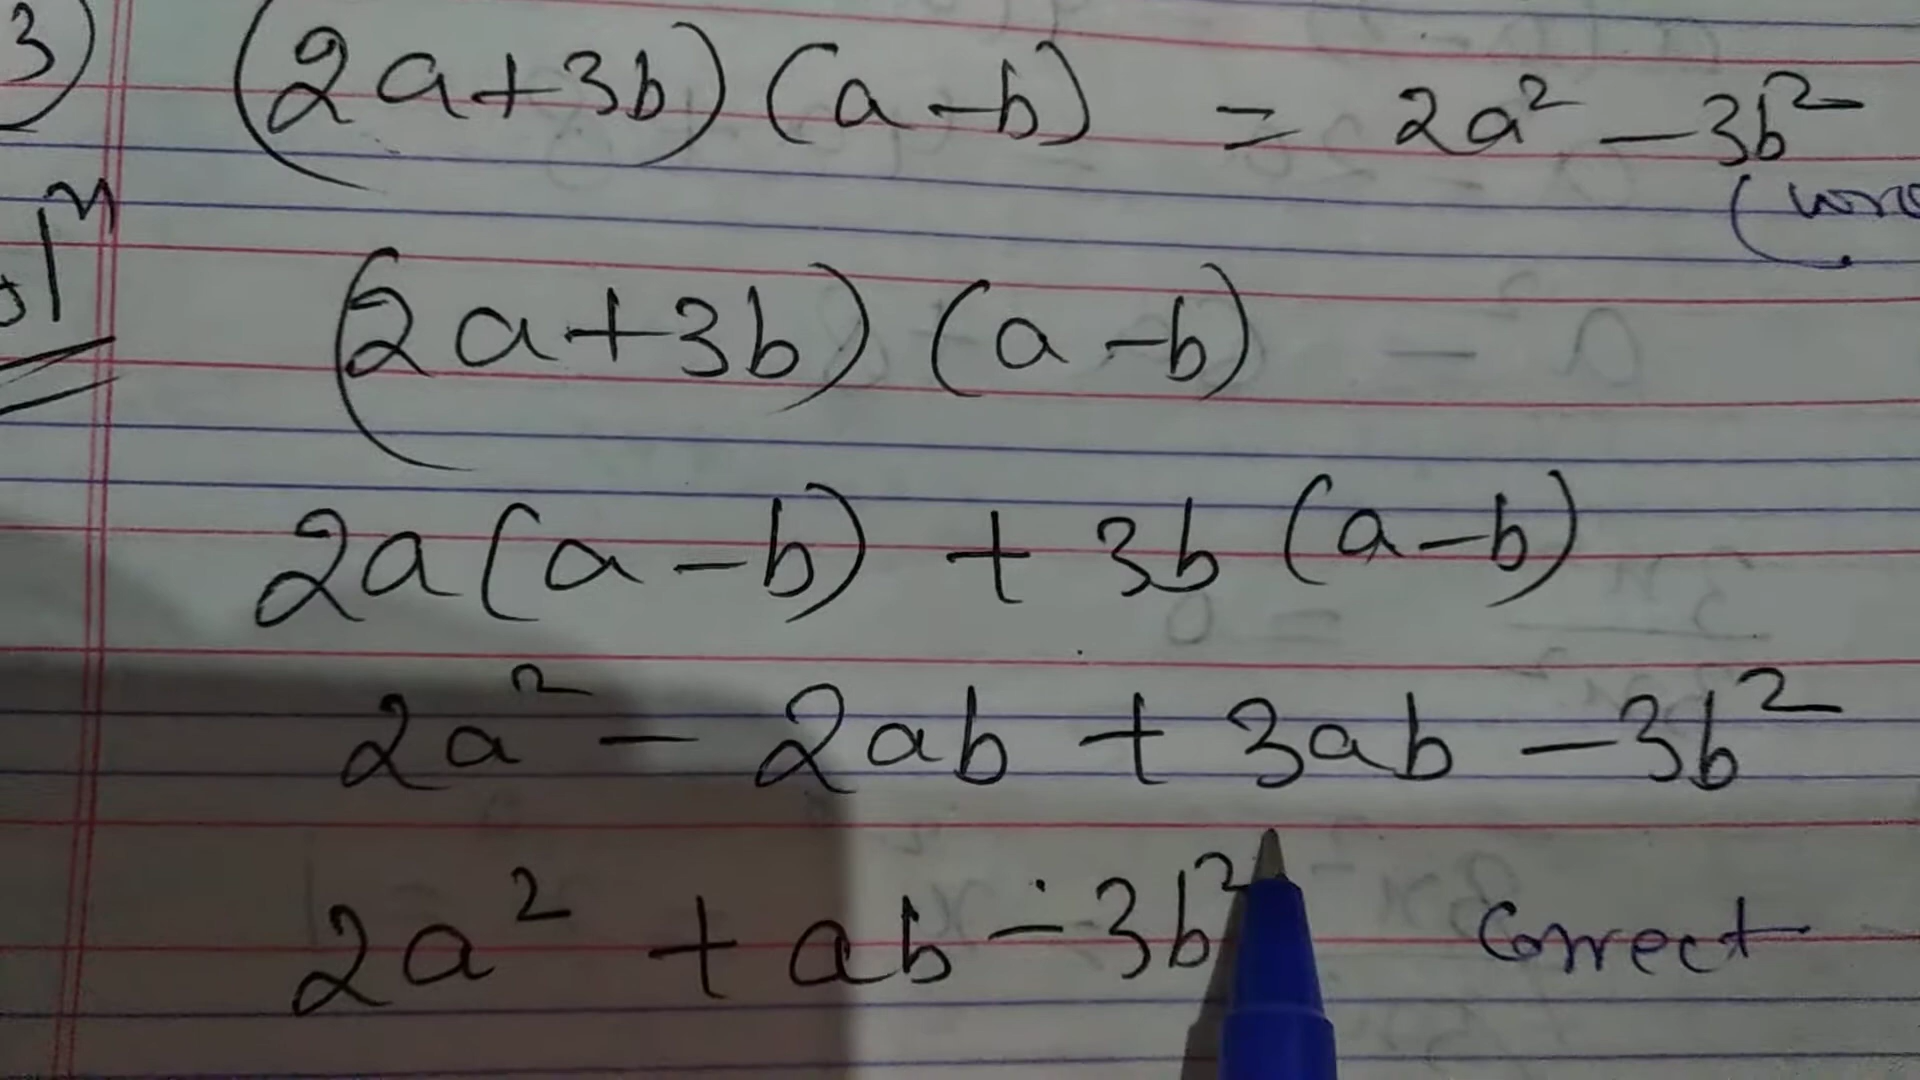 3) (2a+3b)(a-b) = 2a² - 3b²
(2a+3b)(a-b)
2a(a-b) + 3b(a-b)
2a² - 2ab + 3ab - 3b²
2a² + ab - 3b² Correct